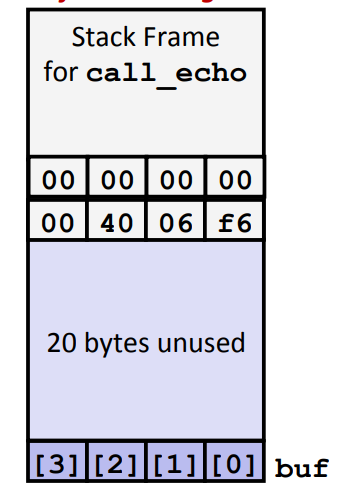 Stack Frame
for call_echo
00 00 00 00
00 40 06 f6
20 bytes unused
[3] [2] [1] [0] buf